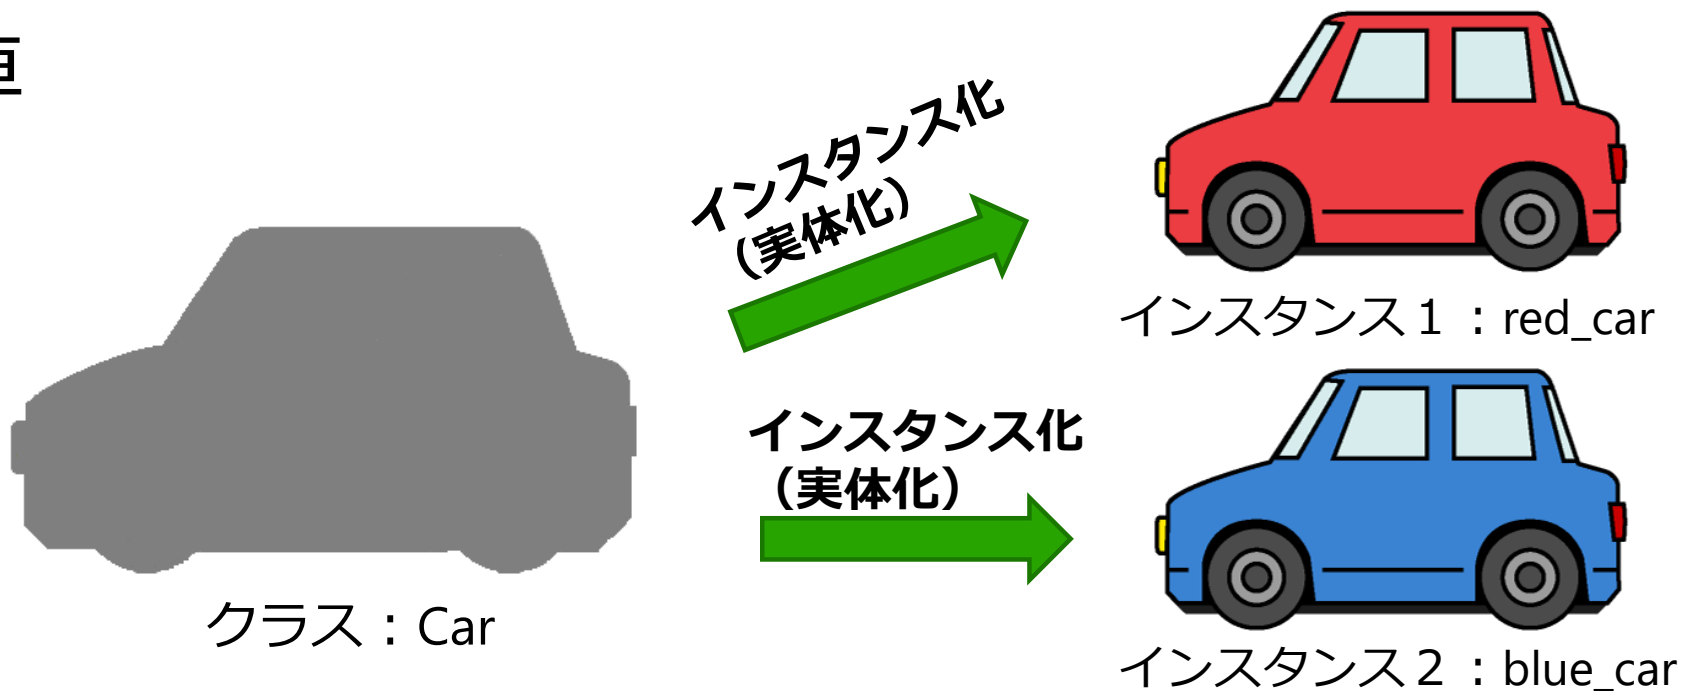 インスタンス化
(実体化)
インスタンス1:red_car
インスタンス化
(実体化)
クラス:Car
インスタンス2:blue_car